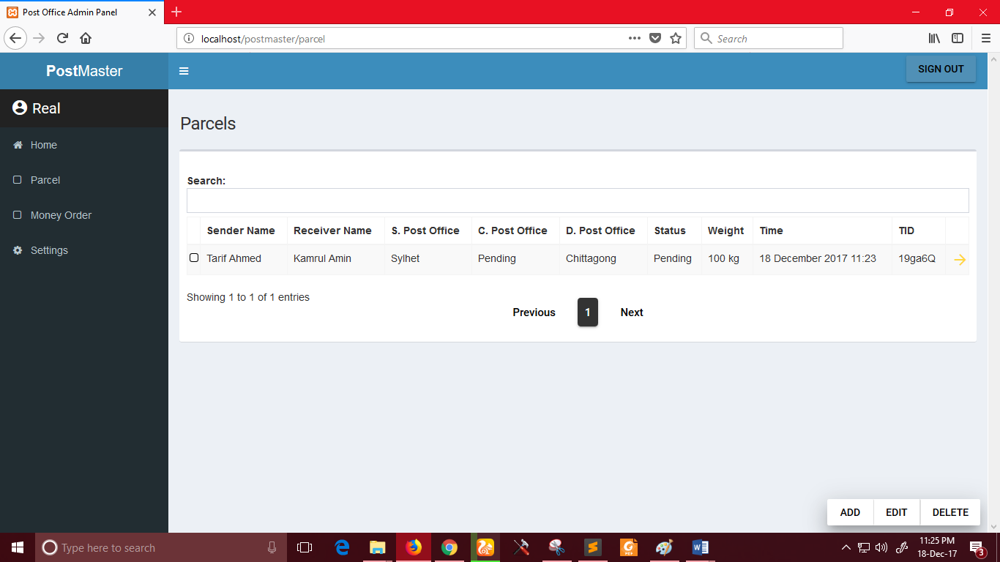 Post Office Admin Panel
localhost/postmaster/parcel
Search
PostMaster
SIGN OUT
Real
Home
Parcel
Money Order
Settings
Parcels
Search:
Sender Name Receiver Name S. Post Office C. Post Office D. Post Office Status Weight Time TID
Tarif Ahmed Kamrul Amin Sylhet Pending Chittagong Pending 100 kg 18 December 2017 11:23 19ga6Q
Showing 1 to 1 of 1 entries
Previous 1 Next
ADD EDIT DELETE
Type here to search
PDF
11:25 PM
18-Dec-17
3